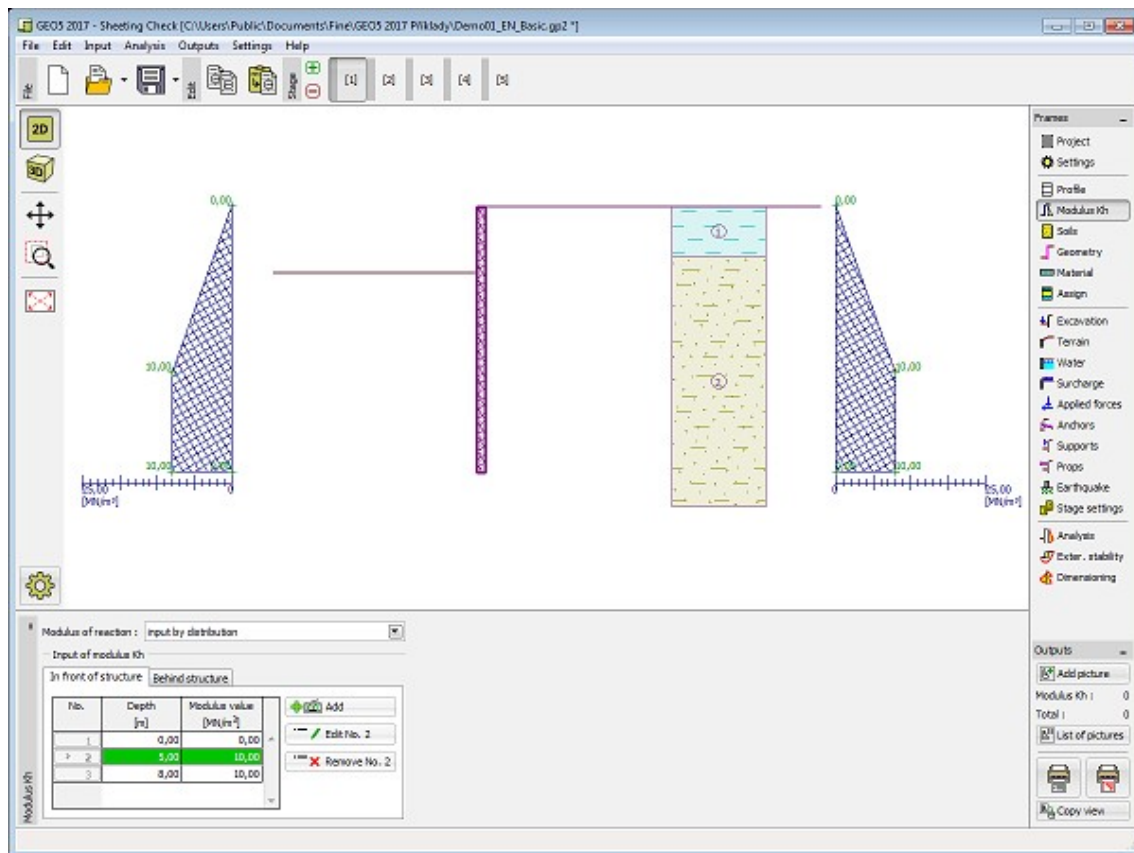 GEO5 2017 - Sheeting Check [C:\Users\Public\Documents\Fine\GEO5 2017 Příklady\Demo01_EN_Basic.gp2 *]
File Edit Input Analysis Outputs Settings Help
File
Edit
Stage
[1] [2] [3] [4] [5]
2D
3D
0,00
0,00
10,00
10,00
10,00
10,00
25,00
0
[MN/m³]
0
25,00
[MN/m³]
1
2
Frames
Project
Settings
Profile
Modulus Kh
Soils
Geometry
Material
Assign
Excavation
Terrain
Water
Surcharge
Applied forces
Anchors
Supports
Props
Earthquake
Stage settings
Analysis
Exter. stability
Dimensioning
Modulus Kh
Modulus of reaction : input by distribution
Input of modulus Kh
In front of structure Behind structure
No. Depth Modulus value
[m] [MN/m³]
1 0,00 0,00
> 2 5,00 10,00
3 8,00 10,00
Add
Edit No. 2
Remove No. 2
Outputs
Add picture
Modulus Kh : 0
Total : 0
List of pictures
Copy view